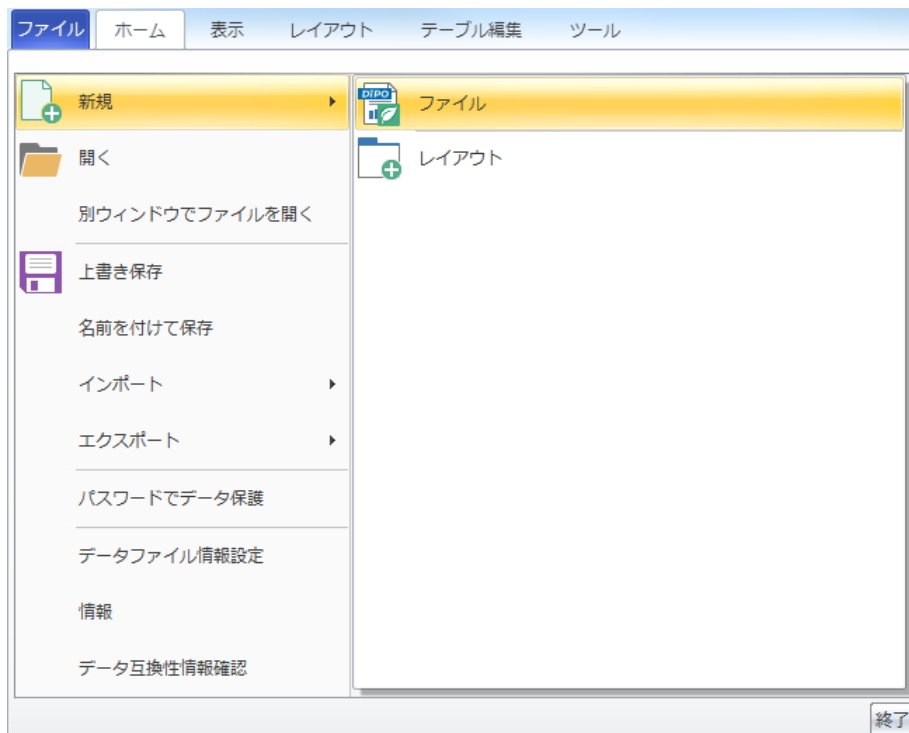 ファイル ホーム 表示 レイアウト テーブル編集 ツール
新規
DiPO ファイル
開く
レイアウト
別ウィンドウでファイルを開く
上書き保存
名前を付けて保存
インポート
エクスポート
パスワードでデータ保護
データファイル情報設定
情報
データ互換性情報確認
終了